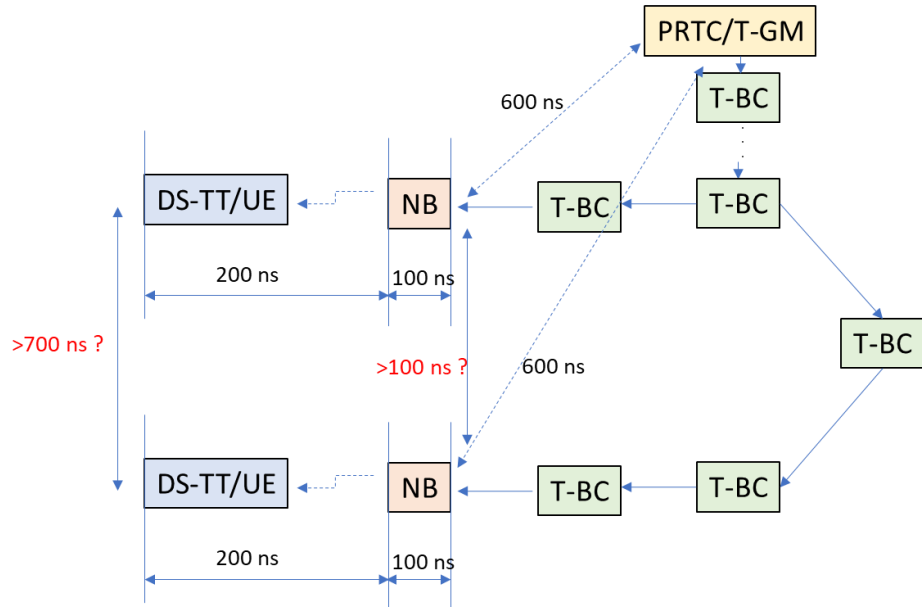 PRTC/T-GM
T-BC
600 ns
DS-TT/UE
NB
T-BC
T-BC
200 ns
100 ns
>700 ns ?
>100 ns ?
600 ns
T-BC
DS-TT/UE
NB
T-BC
T-BC
200 ns
100 ns